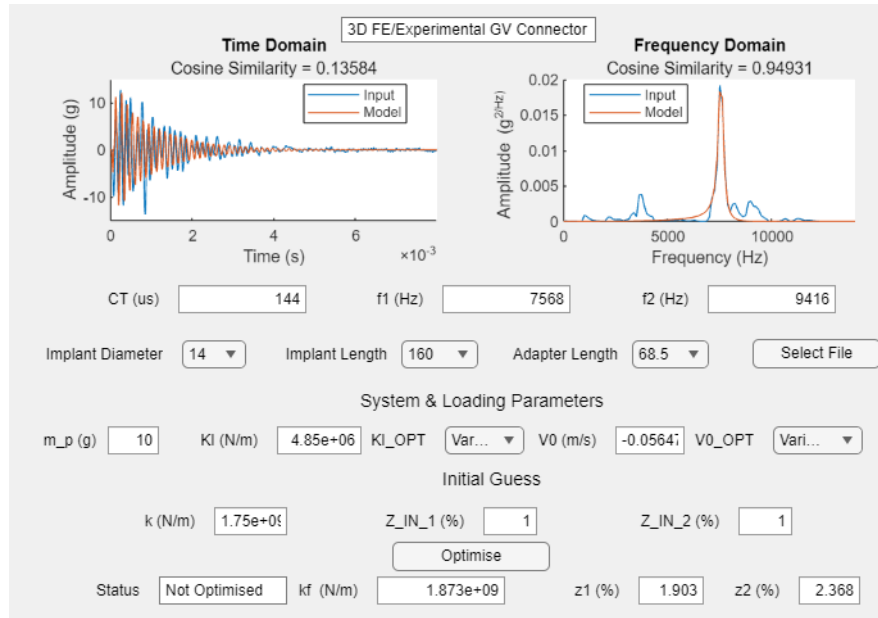 3D FE/Experimental GV Connector
Time Domain
Cosine Similarity = 0.13584
Input
Model
Amplitude (g)
10
0
-10
0 2 4 6
×10-3
Time (s)
Frequency Domain
Cosine Similarity = 0.94931
Input
Model
Amplitude (g2/Hz)
0.02
0.015
0.01
0.005
0
0 5000 10000
Frequency (Hz)
CT (us) 144 f1 (Hz) 7568 f2 (Hz) 9416
Implant Diameter 14 Implant Length 160 Adapter Length 68.5 Select File
System & Loading Parameters
m_p (g) 10 KI (N/m) 4.85e+06 KI_OPT Var... V0 (m/s) -0.05647 V0_OPT Vari...
Initial Guess
k (N/m) 1.75e+09 Z_IN_1 (%) 1 Z_IN_2 (%) 1
Optimise
Status Not Optimised kf (N/m) 1.873e+09 z1 (%) 1.903 z2 (%) 2.368